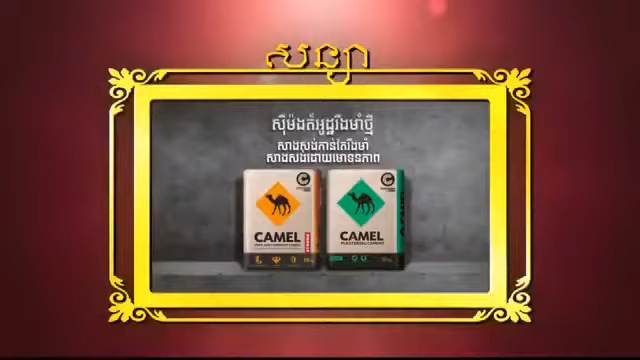 សន្យា
ស៊ីម៉ងត៍អូដ្ឋរឹងមាំថ្មី
សាងសង់កាន់តែរឹងមាំ
សាងសង់ដោយមោទនភាព
CAMEL
CAMEL
PLASTERING CEMENT